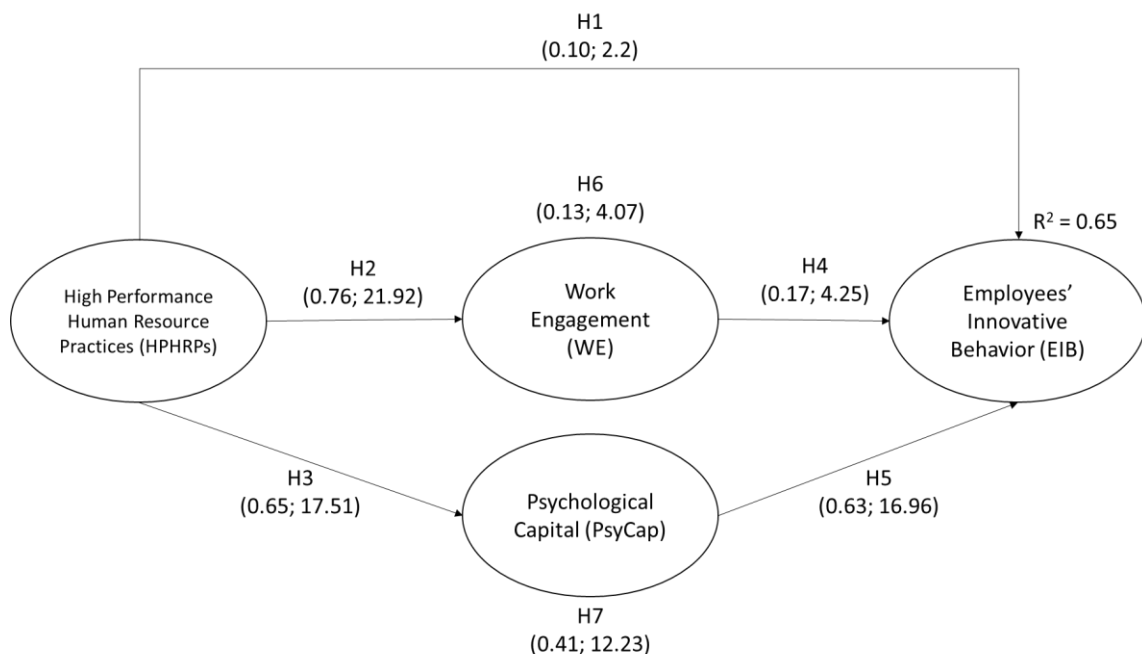 H1
(0.10; 2.2)
H6
(0.13; 4.07)
R² = 0.65
High Performance
Human Resource
Practices (HPHRPs)
H2
(0.76; 21.92)
Work
Engagement
(WE)
H4
(0.17; 4.25)
Employees’
Innovative
Behavior (EIB)
H3
(0.65; 17.51)
Psychological
Capital (PsyCap)
H5
(0.63; 16.96)
H7
(0.41; 12.23)